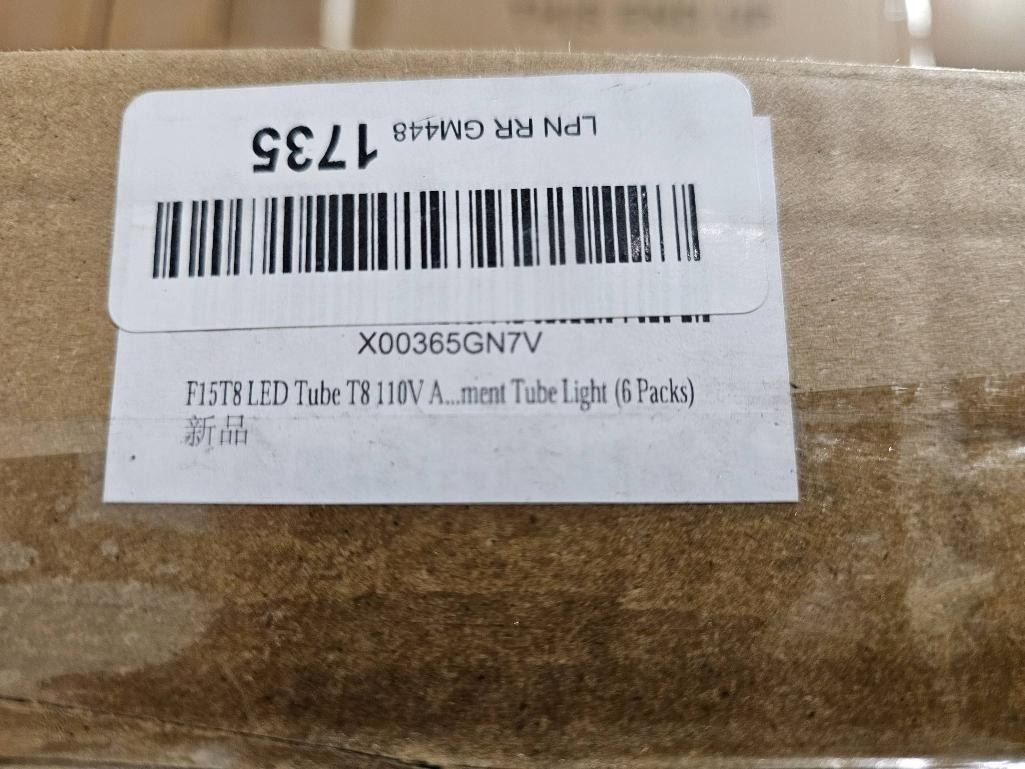 LPN RR GM448 1735
X00365GN7V
F15T8 LED Tube T8 110V A...ment Tube Light (6 Packs)
新品